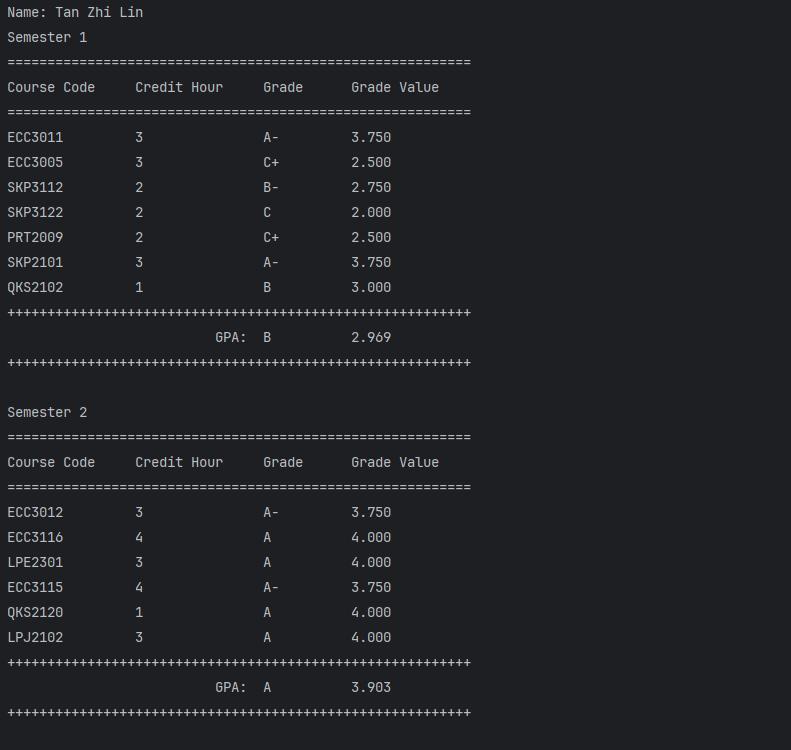 Name: Tan Zhi Lin
Semester 1
==========================================================
Course Code     Credit Hour     Grade      Grade Value
==========================================================
ECC3011         3               A-         3.750
ECC3005         3               C+         2.500
SKP3112         2               B-         2.750
SKP3122         2               C          2.000
PRT2009         2               C+         2.500
SKP2101         3               A-         3.750
QKS2102         1               B          3.000
++++++++++++++++++++++++++++++++++++++++++++++++++++++++++
                          GPA:  B          2.969
++++++++++++++++++++++++++++++++++++++++++++++++++++++++++

Semester 2
==========================================================
Course Code     Credit Hour     Grade      Grade Value
==========================================================
ECC3012         3               A-         3.750
ECC3116         4               A          4.000
LPE2301         3               A          4.000
ECC3115         4               A-         3.750
QKS2120         1               A          4.000
LPJ2102         3               A          4.000
++++++++++++++++++++++++++++++++++++++++++++++++++++++++++
                          GPA:  A          3.903
++++++++++++++++++++++++++++++++++++++++++++++++++++++++++